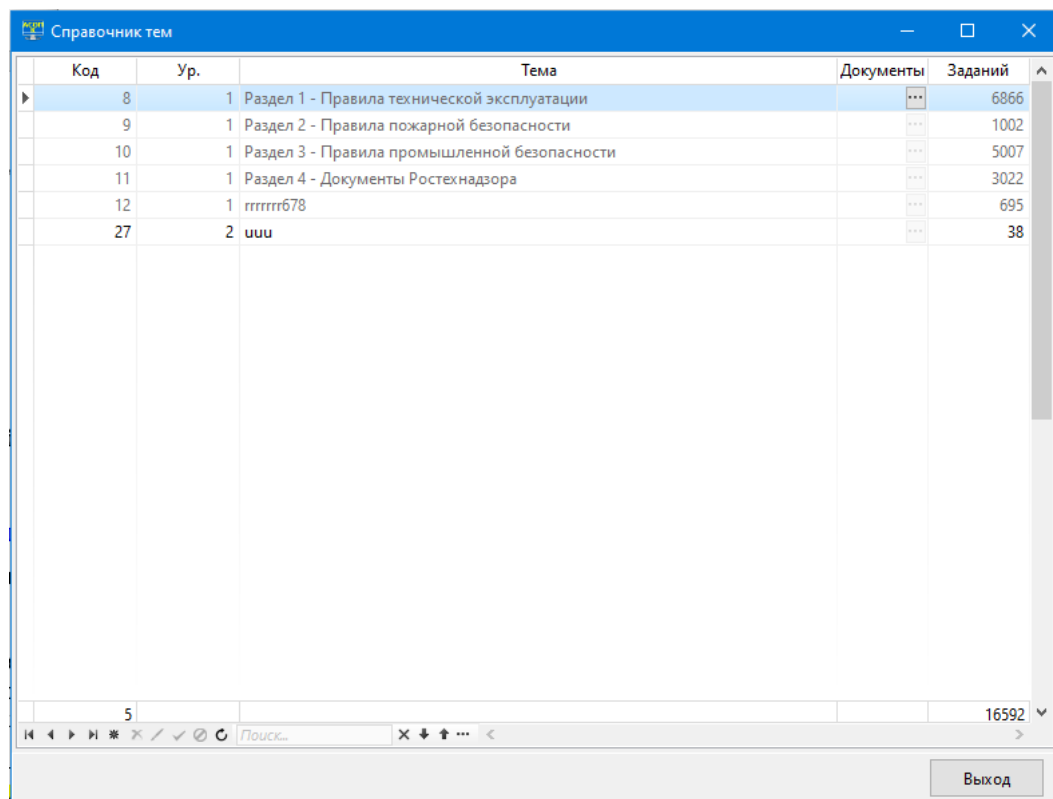 АСОП Справочник тем
Код Ур. Тема Документы Заданий
8 1 Раздел 1 - Правила технической эксплуатации ... 6866
9 1 Раздел 2 - Правила пожарной безопасности ... 1002
10 1 Раздел 3 - Правила промышленной безопасности ... 5007
11 1 Раздел 4 - Документы Ростехнадзора ... 3022
12 1 rrrrrrr678 ... 695
27 2 uuu ... 38
5 16592
Поиск...
Выход